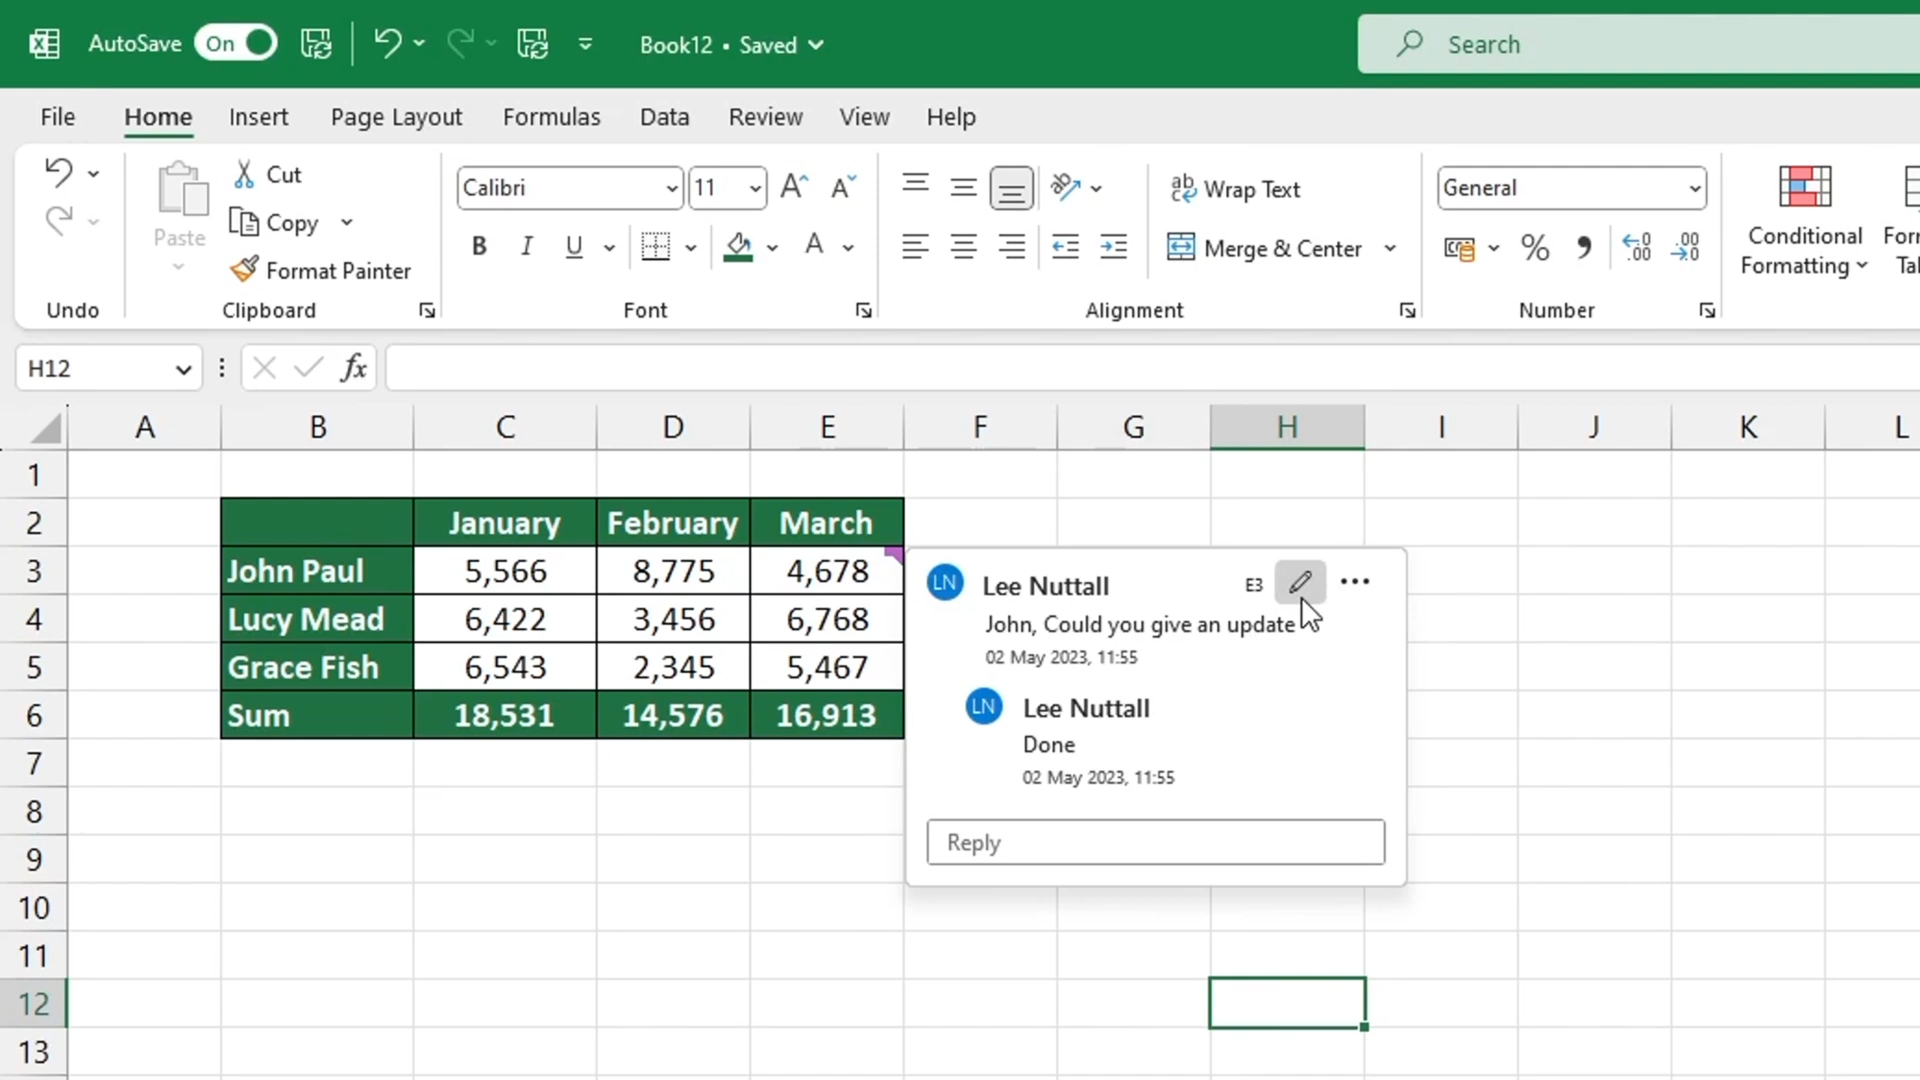 AutoSave On Book12 • Saved Search
File Home Insert Page Layout Formulas Data Review View Help
Cut
Calibri 11 Wrap Text General
Copy
Paste
Format Painter
B I U A Merge & Center % Conditional
Formatting
Undo Clipboard Font Alignment Number
H12 fx
A B C D E F G H I J K L
1
2 January February March
3 John Paul 5,566 8,775 4,678
4 Lucy Mead 6,422 3,456 6,768
5 Grace Fish 6,543 2,345 5,467
6 Sum 18,531 14,576 16,913
7
8
9
10
11
12
13
LN Lee Nuttall E3
John, Could you give an update
02 May 2023, 11:55
LN Lee Nuttall
Done
02 May 2023, 11:55
Reply